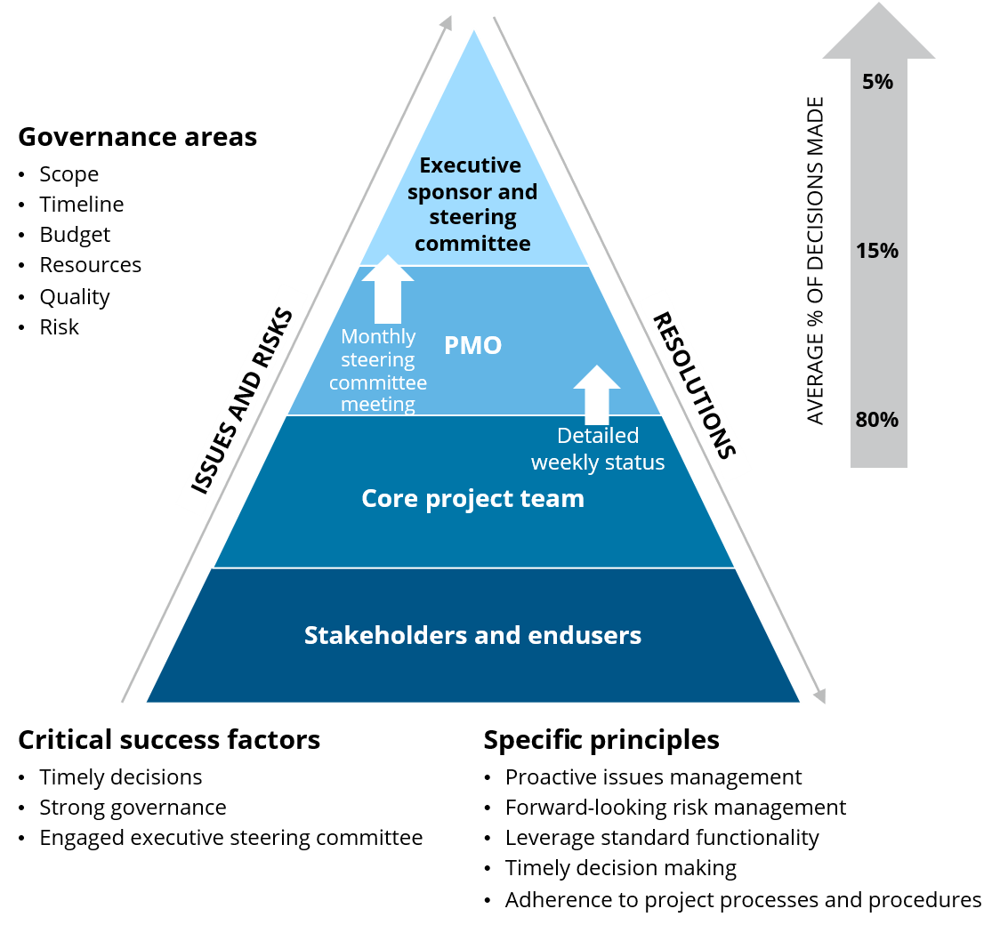 Governance areas
• Scope
• Timeline
• Budget
• Resources
• Quality
• Risk
ISSUES AND RISKS
Executive
sponsor and
steering
committee
Monthly
steering
committee
meeting
PMO
Detailed
weekly status
Core project team
Stakeholders and endusers
RESOLUTIONS
AVERAGE % OF DECISIONS MADE
5%
15%
80%
Critical success factors
• Timely decisions
• Strong governance
• Engaged executive steering committee
Specific principles
• Proactive issues management
• Forward-looking risk management
• Leverage standard functionality
• Timely decision making
• Adherence to project processes and procedures